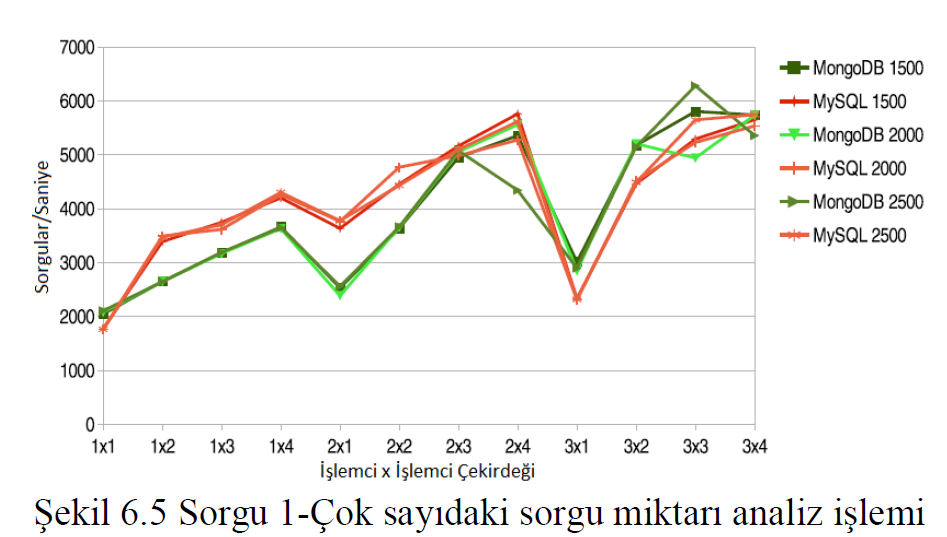 7000
6000
5000
4000
3000
2000
1000
0
Sorgular/Saniye
1x1 1x2 1x3 1x4 2x1 2x2 2x3 2x4 3x1 3x2 3x3 3x4
İşlemci x İşlemci Çekirdeği
MongoDB 1500
MySQL 1500
MongoDB 2000
MySQL 2000
MongoDB 2500
MySQL 2500
Şekil 6.5 Sorgu 1-Çok sayıdaki sorgu miktarı analiz işlemi